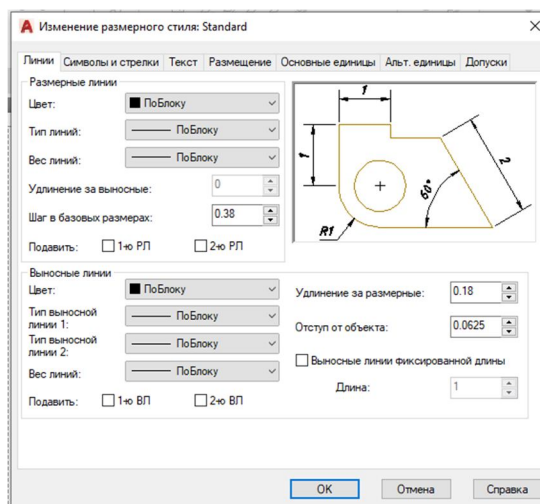 Изменение размерного стиля: Standard
Линии Символы и стрелки Текст Размещение Основные единицы Альт. единицы Допуски
Размерные линии
Цвет: ПоБлоку
Тип линий: ПоБлоку
Вес линий: ПоБлоку
Удлинение за выносные: 0
Шаг в базовых размерах: 0.38
Подавить: 1-ю РЛ 2-ю РЛ
1
1
2
60°
R1
Выносные линии
Цвет: ПоБлоку
Тип выносной
линии 1: ПоБлоку
Тип выносной
линии 2: ПоБлоку
Вес линий: ПоБлоку
Подавить: 1-ю ВЛ 2-ю ВЛ
Удлинение за размерные: 0.18
Отступ от объекта: 0.0625
Выносные линии фиксированной длины
Длина: 1
ОК Отмена Справка